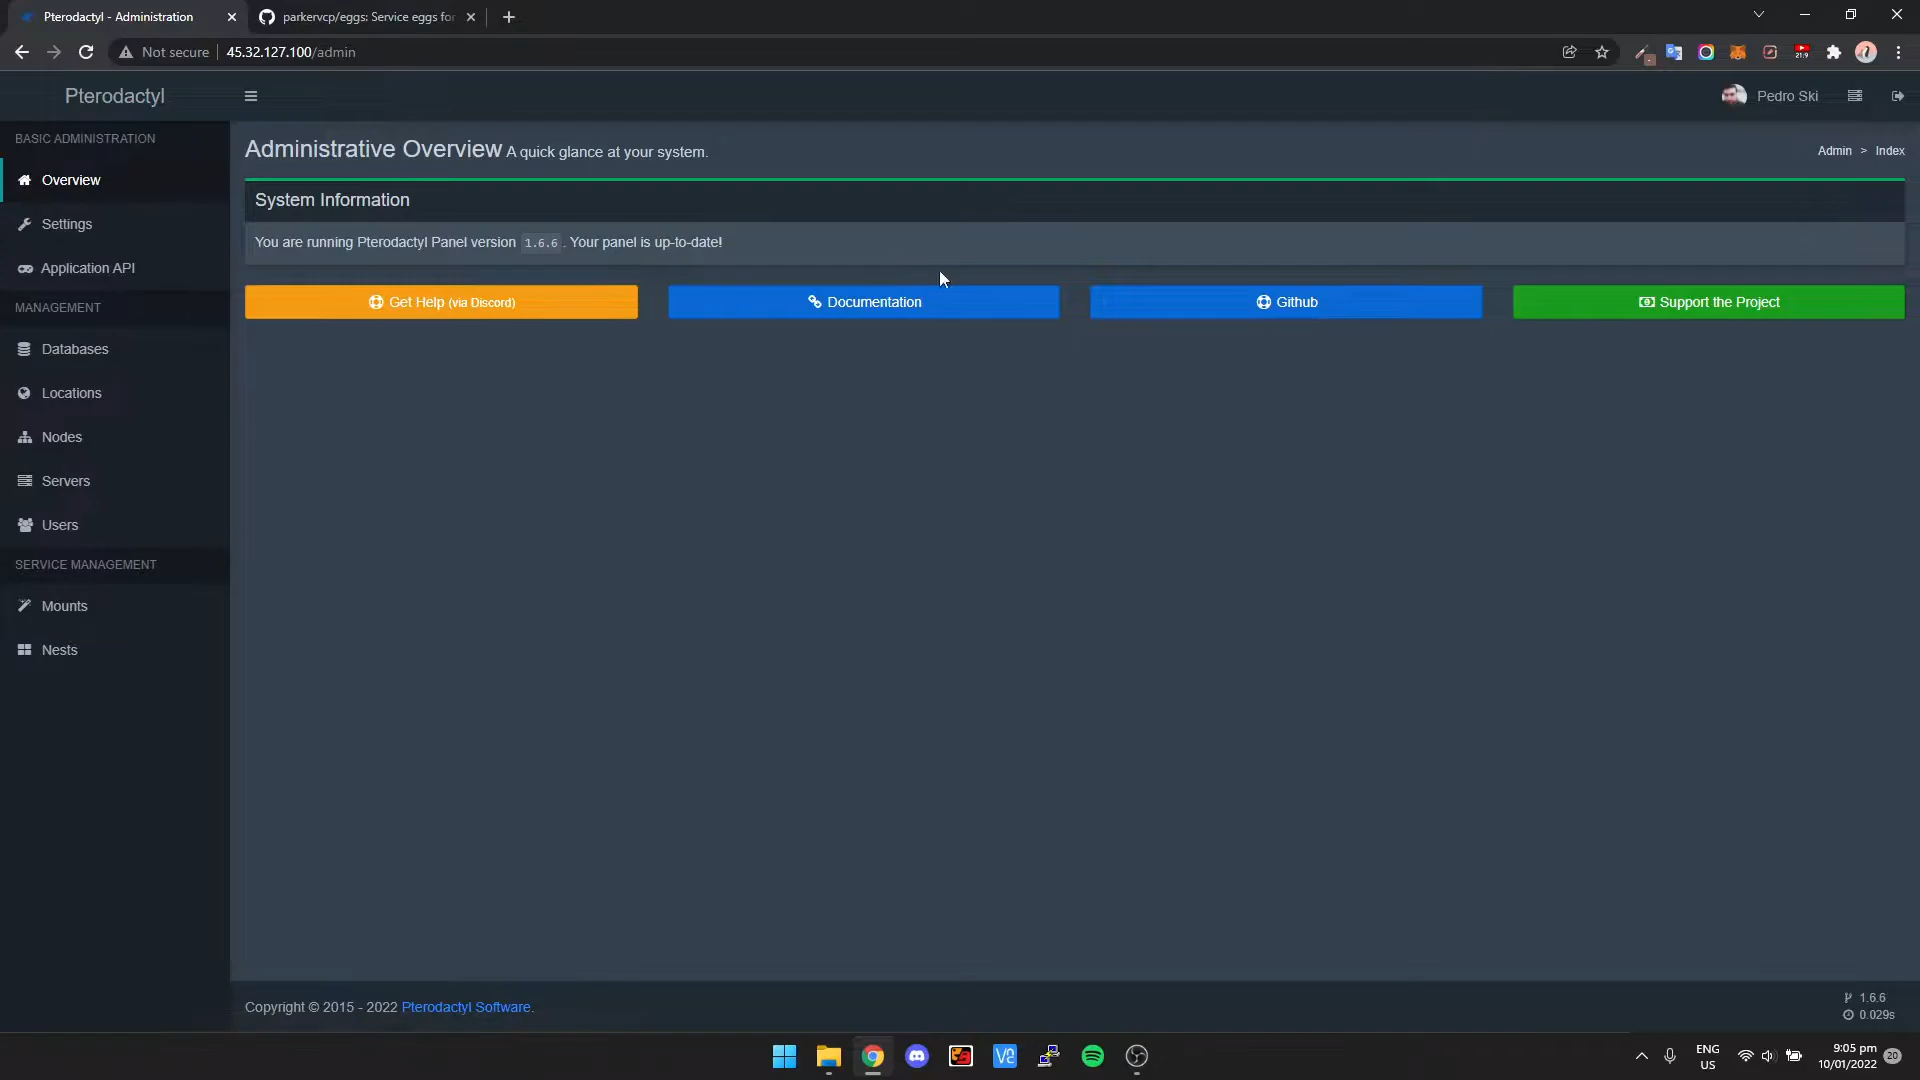 Pterodactyl - Administration
parkervcp/eggs: Service eggs for
Not secure
45.32.127.100/admin
21:9
Pterodactyl
Pedro Ski
BASIC ADMINISTRATION
Overview
Settings
Application API
MANAGEMENT
Databases
Locations
Nodes
Servers
Users
SERVICE MANAGEMENT
Mounts
Nests
Administrative Overview A quick glance at your system.
Admin > Index
System Information
You are running Pterodactyl Panel version 1.6.6 . Your panel is up-to-date!
Get Help (via Discord)
Documentation
Github
Support the Project
Copyright © 2015 - 2022 Pterodactyl Software.
1.6.6
0.029s
ENG
US
9:05 pm
10/01/2022
20